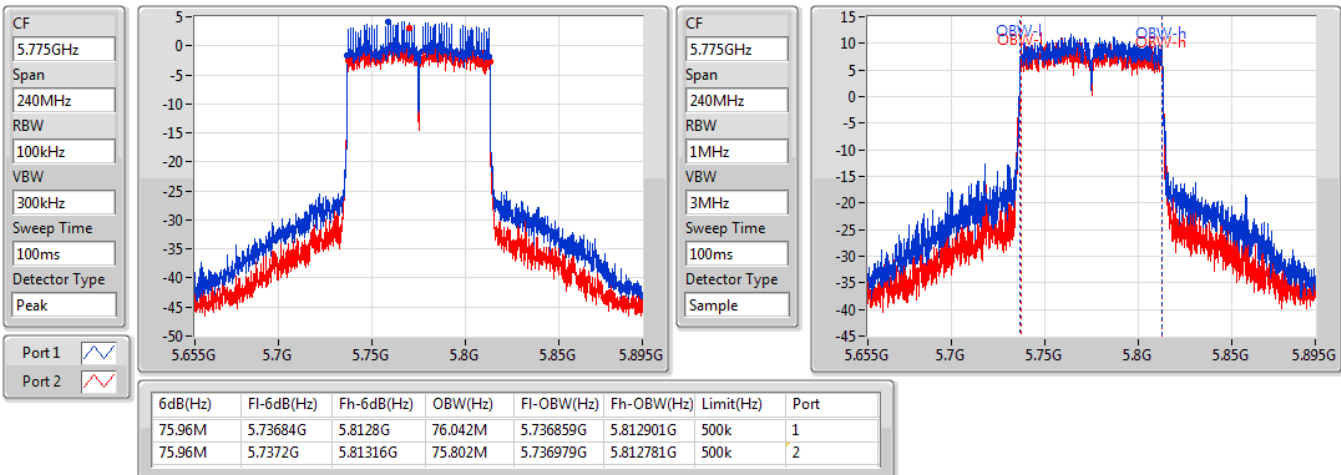 CF
5.775GHz
Span
240MHz
RBW
100kHz
VBW
300kHz
Sweep Time
100ms
Detector Type
Peak
Port 1
Port 2
5
0
-5
-10
-15
-20
-25
-30
-35
-40
-45
-50
5.655G 5.7G 5.75G 5.8G 5.85G 5.895G
CF
5.775GHz
Span
240MHz
RBW
1MHz
VBW
3MHz
Sweep Time
100ms
Detector Type
Sample
15
10
5
0
-5
-10
-15
-20
-25
-30
-35
-40
-45
OBW-l OBW-h
OBW-l OBW-h
5.655G 5.7G 5.75G 5.8G 5.85G 5.895G
6dB(Hz) Fl-6dB(Hz) Fh-6dB(Hz) OBW(Hz) Fl-OBW(Hz) Fh-OBW(Hz) Limit(Hz) Port
75.96M 5.73684G 5.8128G 76.042M 5.736859G 5.812901G 500k 1
75.96M 5.7372G 5.81316G 75.802M 5.736979G 5.812781G 500k 2